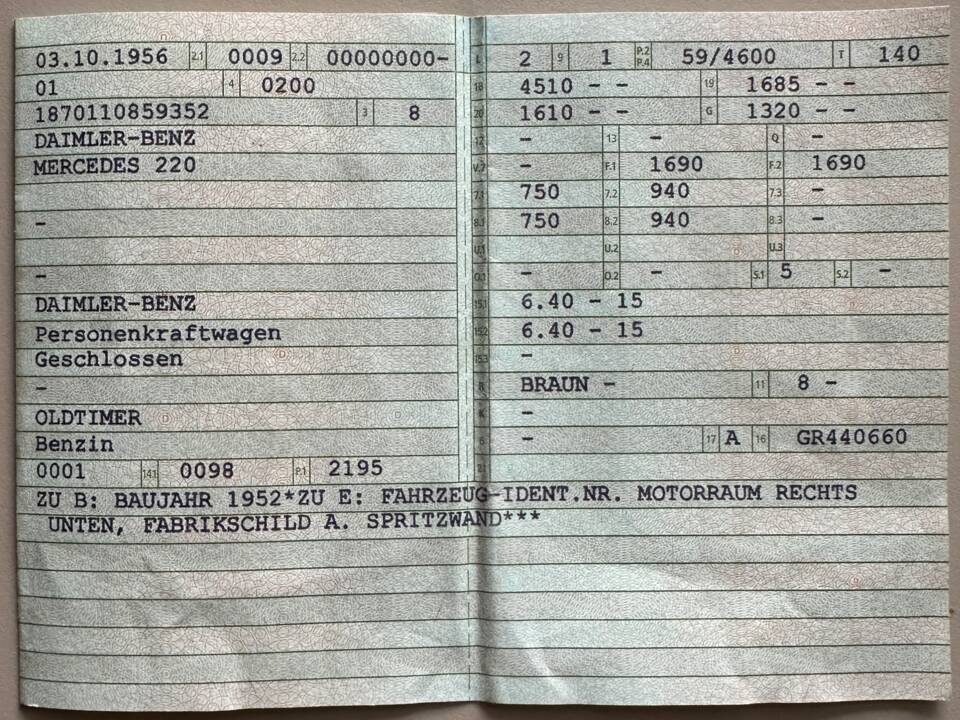 03.10.1956 2.1 0009 2.2 00000000- L 2 9 1 P.2 P.4 59/4600 T 140
01 4 0200 18 4510 - - 19 1685 - -
1870110859352 3 8 20 1610 - - G 1320 - -
DAIMLER-BENZ 12 - 13 - Q -
MERCEDES 220 V.7 - F.1 1690 F.2 1690
7.1 750 7.2 940 7.3 -
- 8.1 750 8.2 940 8.3 -
U.1 U.2 U.3
- O.1 - O.2 - S.1 5 S.2 -
DAIMLER-BENZ 15.1 6.40 - 15
Personenkraftwagen 15.2 6.40 - 15
Geschlossen 15.3 -
- R BRAUN - 11 8 -
OLDTIMER K -
Benzin 6 - 17 A 16 GR440660
0001 14.1 0098 P.1 2195 21
ZU B: BAUJAHR 1952*ZU E: FAHRZEUG-IDENT.NR. MOTORRAUM RECHTS
UNTEN, FABRIKSCHILD A. SPRITZWAND***